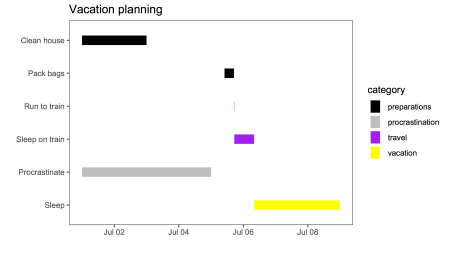 Vacation planning
Clean house
Pack bags
Run to train
Sleep on train
Procrastinate
Sleep
Jul 02 Jul 04 Jul 06 Jul 08
category
preparations
procrastination
travel
vacation